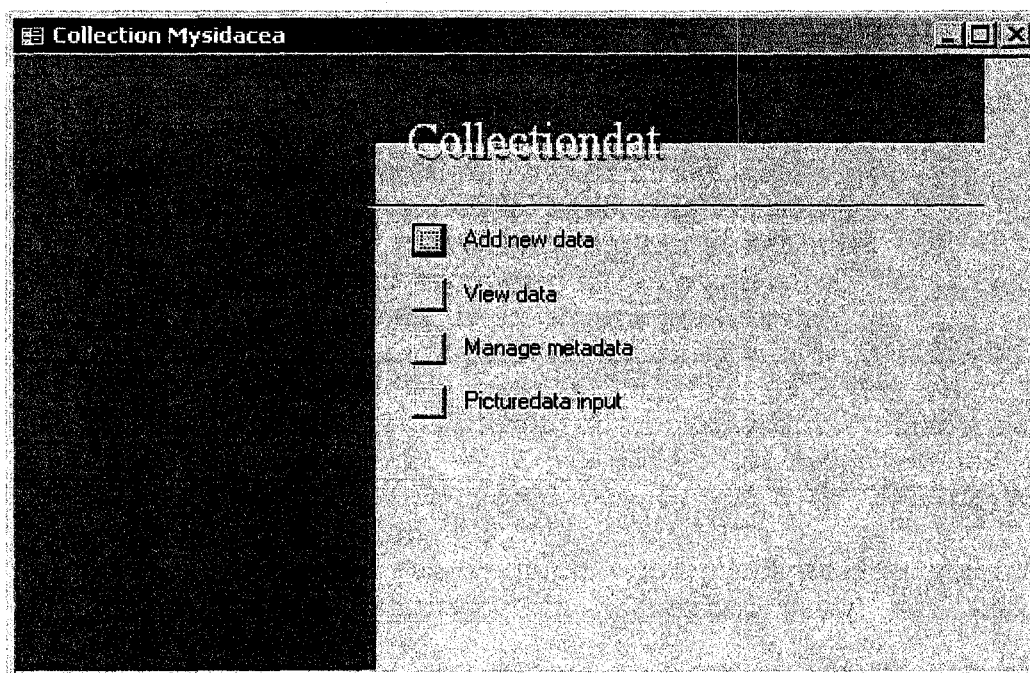 Collection Mysidacea
Collectiondat
Add new data
View data
Manage metadata
Picturedata input